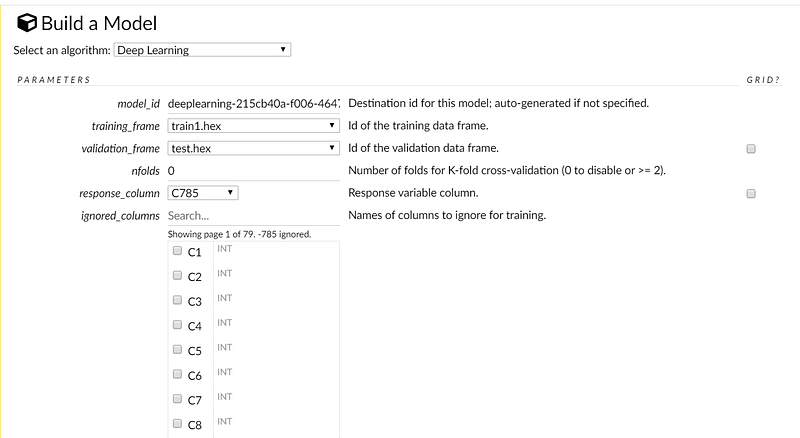 Build a Model
Select an algorithm: Deep Learning
PARAMETERS GRID?
model_id deeplearning-215cb40a-f006-4647 Destination id for this model; auto-generated if not specified.
training_frame train1.hex Id of the training data frame.
validation_frame test.hex Id of the validation data frame.
nfolds 0 Number of folds for K-fold cross-validation (0 to disable or >= 2).
response_column C785 Response variable column.
ignored_columns Search... Names of columns to ignore for training.
Showing page 1 of 79. -785 ignored.
C1 INT
C2 INT
C3 INT
C4 INT
C5 INT
C6 INT
C7 INT
C8 INT